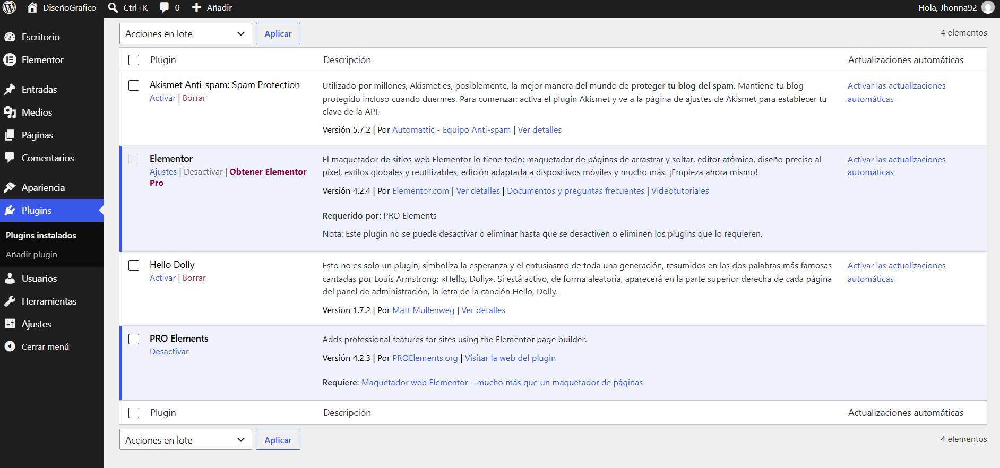 DiseñoGrafico Ctrl+K 0 Añadir Hola, Jhonna92
Escritorio
Elementor
Entradas
Medios
Páginas
Comentarios
Apariencia
Plugins
Plugins instalados
Añadir plugin
Usuarios
Herramientas
Ajustes
Cerrar menú
Acciones en lote Aplicar 4 elementos
Plugin Descripción Actualizaciones automáticas
Akismet Anti-spam: Spam Protection
Activar | Borrar
Utilizado por millones, Akismet es, posiblemente, la mejor manera del mundo de proteger tu blog del spam. Mantiene tu blog
protegido incluso cuando duermes. Para comenzar: activa el plugin Akismet y ve a la página de ajustes de Akismet para establecer tu
clave de la API.
Versión 5.7.2 | Por Automattic - Equipo Anti-spam | Ver detalles
Activar las actualizaciones
automáticas
Elementor
Ajustes | Desactivar | Obtener Elementor
Pro
El maquetador de sitios web Elementor lo tiene todo: maquetador de páginas de arrastrar y soltar, editor atómico, diseño preciso al
píxel, estilos globales y reutilizables, edición adaptada a dispositivos móviles y mucho más. ¡Empieza ahora mismo!
Versión 4.2.4 | Por Elementor.com | Ver detalles | Documentos y preguntas frecuentes | Videotutoriales
Requerido por: PRO Elements
Nota: Este plugin no se puede desactivar o eliminar hasta que se desactiven o eliminen los plugins que lo requieren.
Activar las actualizaciones
automáticas
Hello Dolly
Activar | Borrar
Esto no es solo un plugin, simboliza la esperanza y el entusiasmo de toda una generación, resumidos en las dos palabras más famosas
cantadas por Louis Armstrong: «Hello, Dolly». Si está activo, de forma aleatoria, aparecerá en la parte superior derecha de cada página
del panel de administración, la letra de la canción Hello, Dolly.
Versión 1.7.2 | Por Matt Mullenweg | Ver detalles
Activar las actualizaciones
automáticas
PRO Elements
Desactivar
Adds professional features for sites using the Elementor page builder.
Versión 4.2.3 | Por PROElements.org | Visitar la web del plugin
Requiere: Maquetador web Elementor – mucho más que un maquetador de páginas
Plugin Descripción Actualizaciones automáticas
Acciones en lote Aplicar 4 elementos